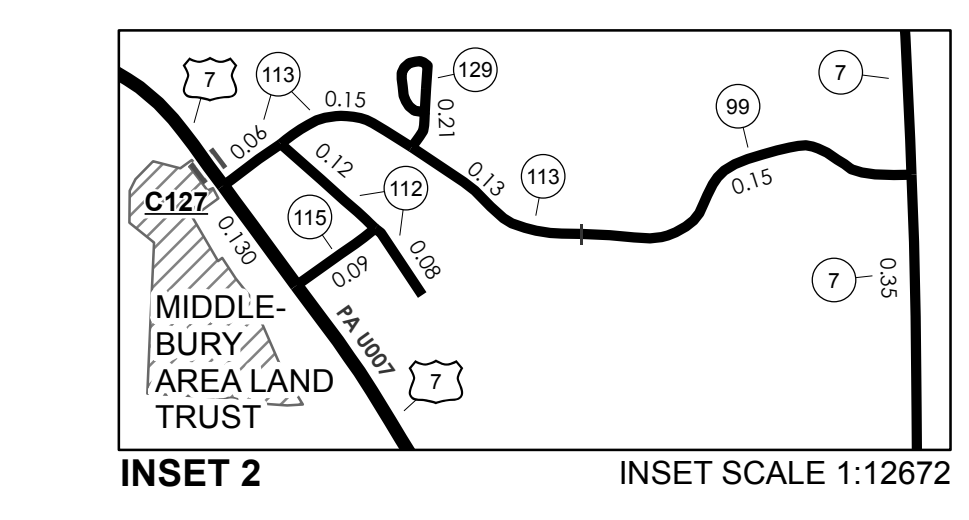 7
113
0.15
129
7
0.06
0.21
99
0.12
0.13
112
113
0.15
C127
115
0.130
0.08
0.09
7
0.35
MIDDLE-
BURY
AREA LAND
TRUST
PA U007
7
INSET 2
INSET SCALE 1:12672